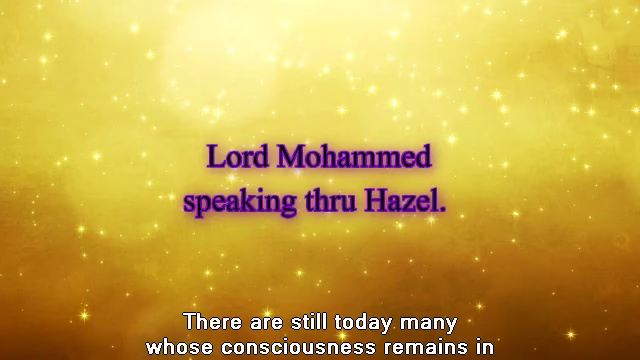 Lord Mohammed
speaking thru Hazel.
There are still today many
whose consciousness remains in